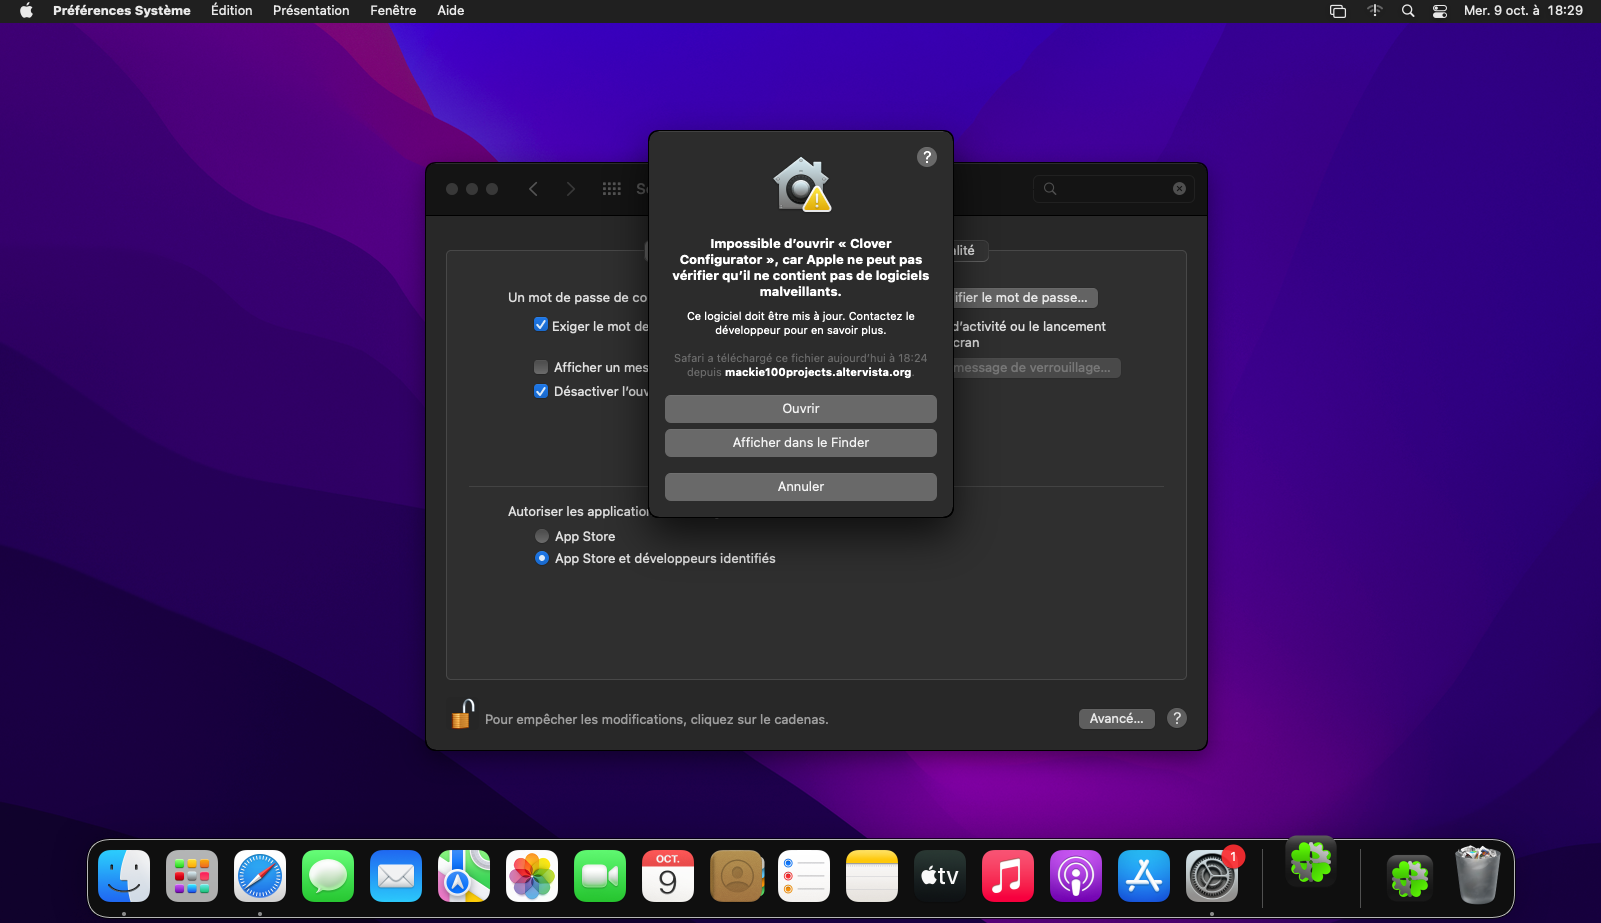 Préférences Système Édition Présentation Fenêtre Aide
Mer. 9 oct. à 18:29
?
Impossible d'ouvrir « Clover
Configurator », car Apple ne peut pas
vérifier qu'il ne contient pas de logiciels
malveillants.
Ce logiciel doit être mis à jour. Contactez le
développeur pour en savoir plus.
Safari a téléchargé ce fichier aujourd'hui à 18:24
depuis mackie100projects.altervista.org.
Ouvrir
Afficher dans le Finder
Annuler
alité
Un mot de passe de co
ifier le mot de passe...
Exiger le mot de
d'activité ou le lancement
cran
Afficher un mes
message de verrouillage...
Désactiver l'ouv
Autoriser les application
App Store
App Store et développeurs identifiés
Pour empêcher les modifications, cliquez sur le cadenas.
Avancé...
?
OCT.
9
tv
1